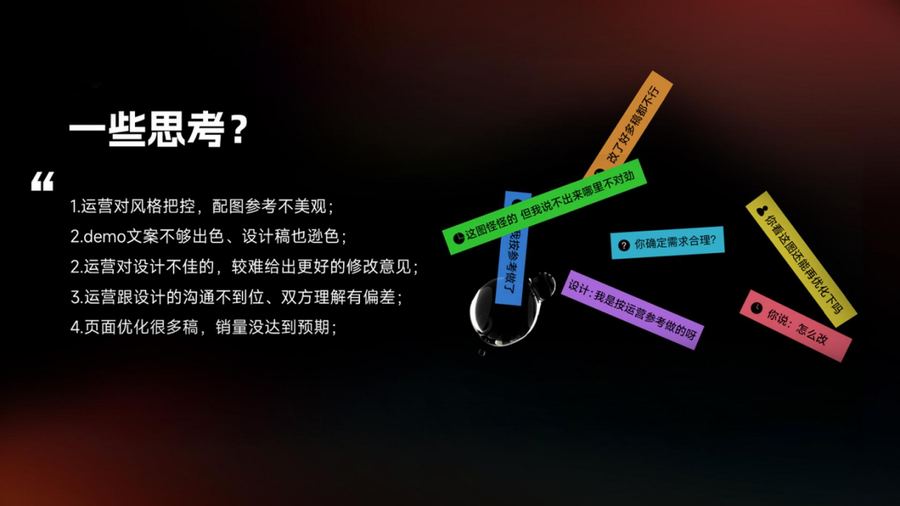 一些思考?
“
1.运营对风格把控，配图参考不美观；
2.demo文案不够出色、设计稿也逊色；
2.运营对设计不佳的，较难给出更好的修改意见；
3.运营跟设计的沟通不到位、双方理解有偏差；
4.页面优化很多稿，销量没达到预期；
改了好多稿都不行
这图怪怪的 但我说不出来哪里不对劲
我按参考做了
? 你确定需求合理?
设计：我是按运营参考做的呀
你看这图还能再优化下吗
你说：怎么改